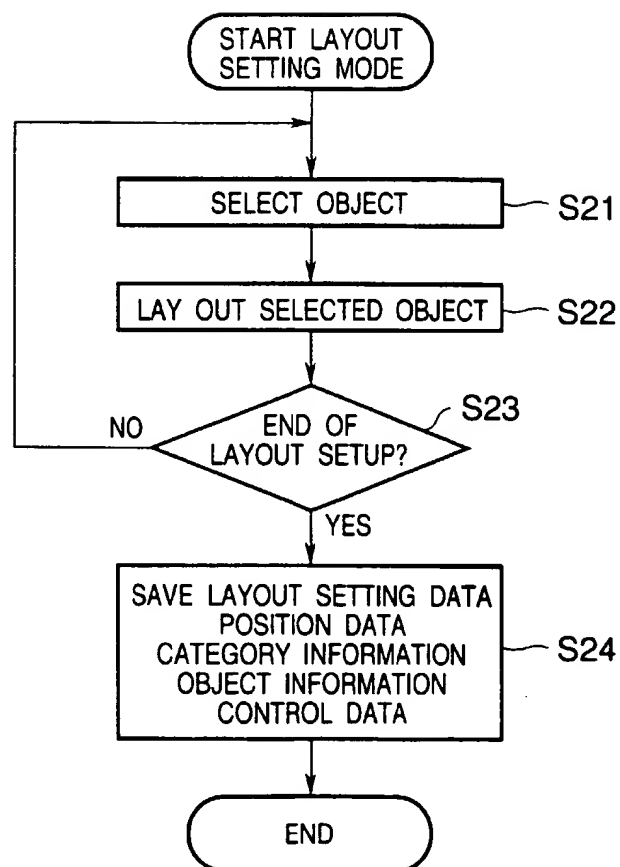 START LAYOUT
SETTING MODE
SELECT OBJECT
S21
LAY OUT SELECTED OBJECT
S22
S23
END OF
LAYOUT SETUP?
NO
YES
SAVE LAYOUT SETTING DATA
POSITION DATA
CATEGORY INFORMATION
OBJECT INFORMATION
CONTROL DATA
S24
END